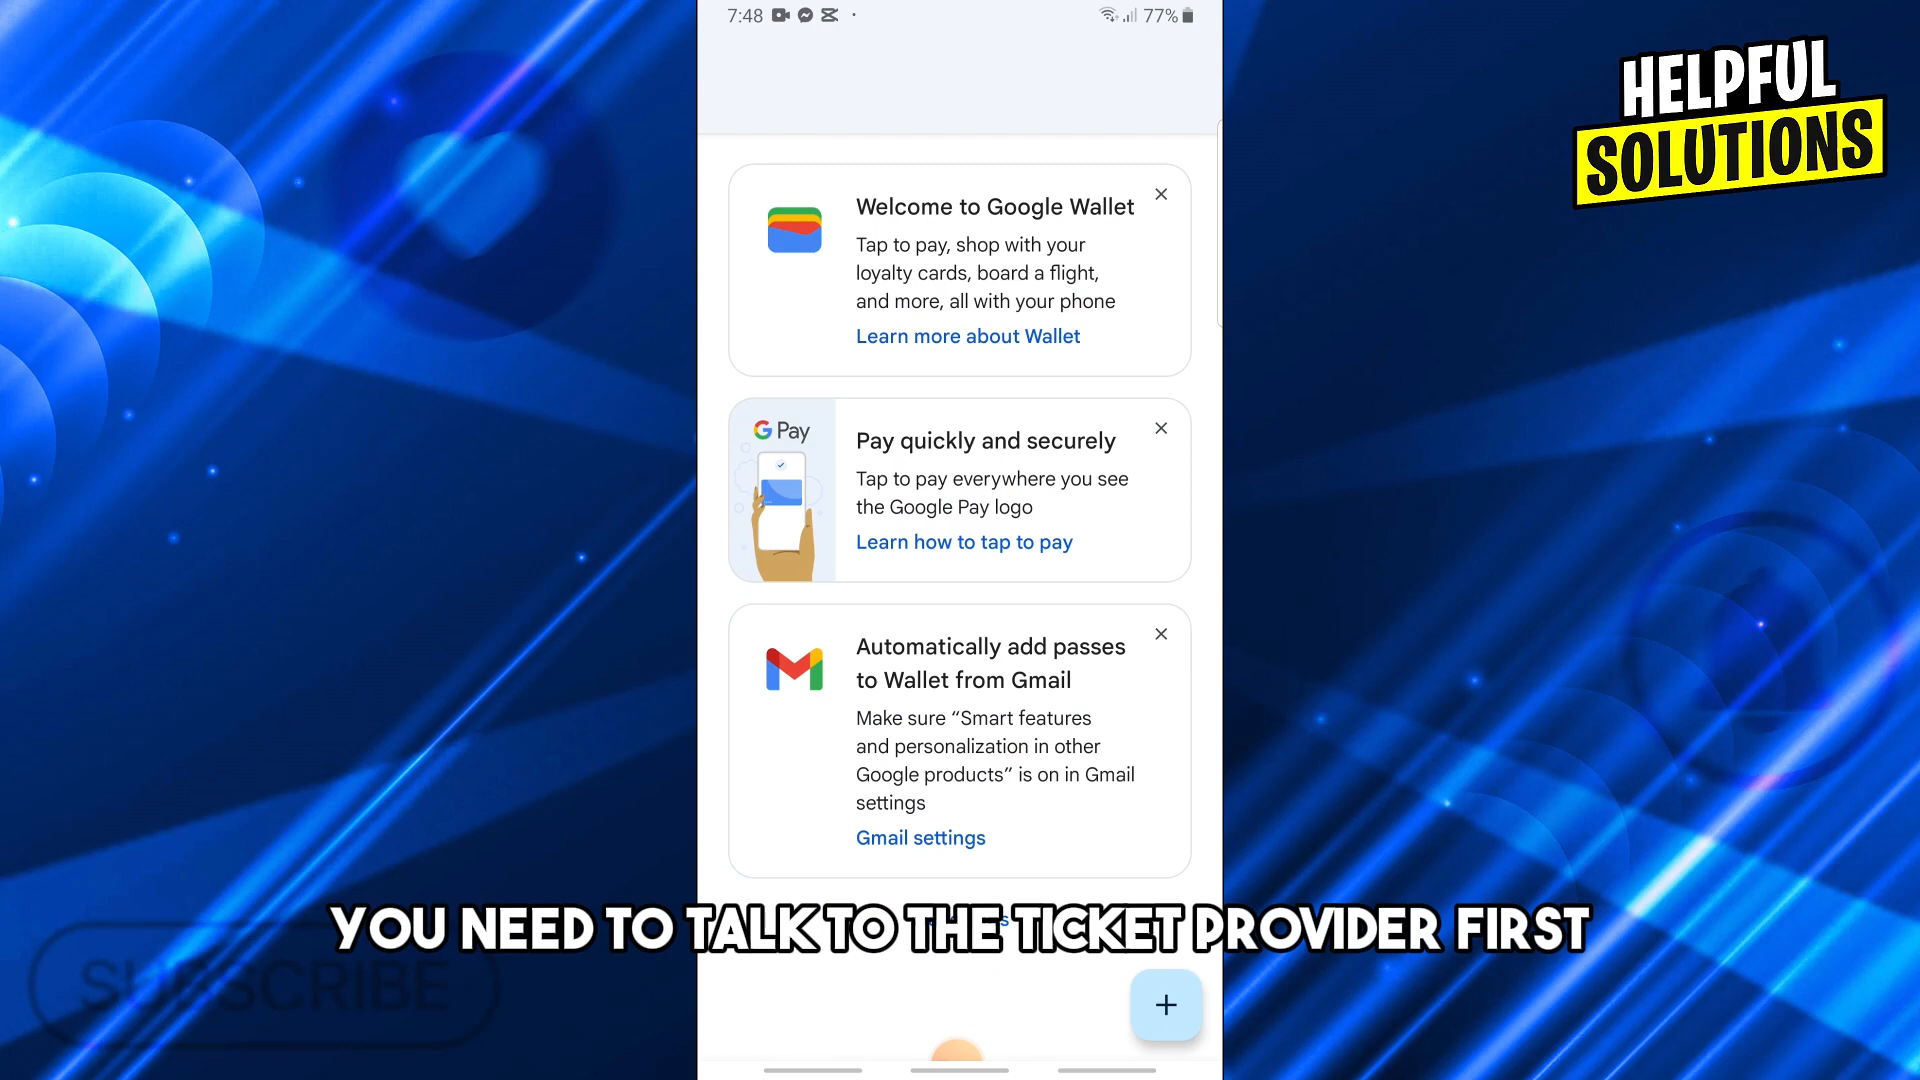 7:48
77%
HELPFUL
SOLUTIONS
Welcome to Google Wallet
Tap to pay, shop with your
loyalty cards, board a flight,
and more, all with your phone
Learn more about Wallet
G Pay
Pay quickly and securely
Tap to pay everywhere you see
the Google Pay logo
Learn how to tap to pay
Automatically add passes
to Wallet from Gmail
Make sure “Smart features
and personalization in other
Google products” is on in Gmail
settings
Gmail settings
YOU NEED TO TALK TO THE TICKET PROVIDER FIRST
SUBSCRIBE